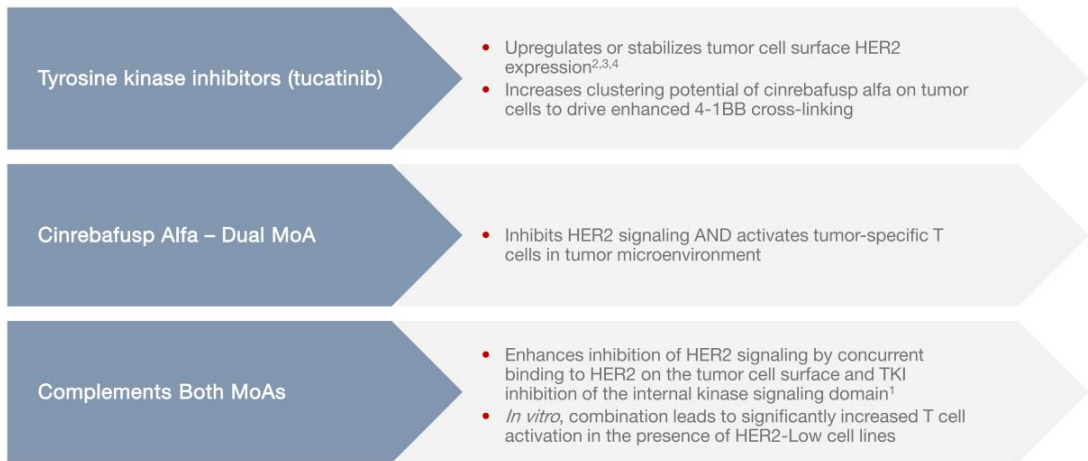 Tyrosine kinase inhibitors (tucatinib)
• Upregulates or stabilizes tumor cell surface HER2
expression2,3,4
• Increases clustering potential of cinrebafusp alfa on tumor
cells to drive enhanced 4-1BB cross-linking
Cinrebafusp Alfa – Dual MoA
• Inhibits HER2 signaling AND activates tumor-specific T
cells in tumor microenvironment
Complements Both MoAs
• Enhances inhibition of HER2 signaling by concurrent
binding to HER2 on the tumor cell surface and TKI
inhibition of the internal kinase signaling domain1
• In vitro, combination leads to significantly increased T cell
activation in the presence of HER2-Low cell lines